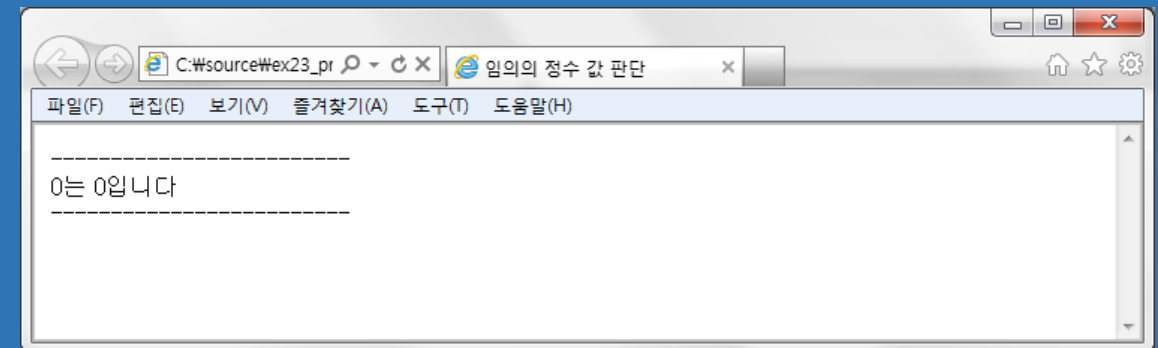 C:₩source₩ex23_pr
임의의 정수 값 판단
파일(F) 편집(E) 보기(V) 즐겨찾기(A) 도구(T) 도움말(H)
-------------------------
0는 0입니다
-------------------------